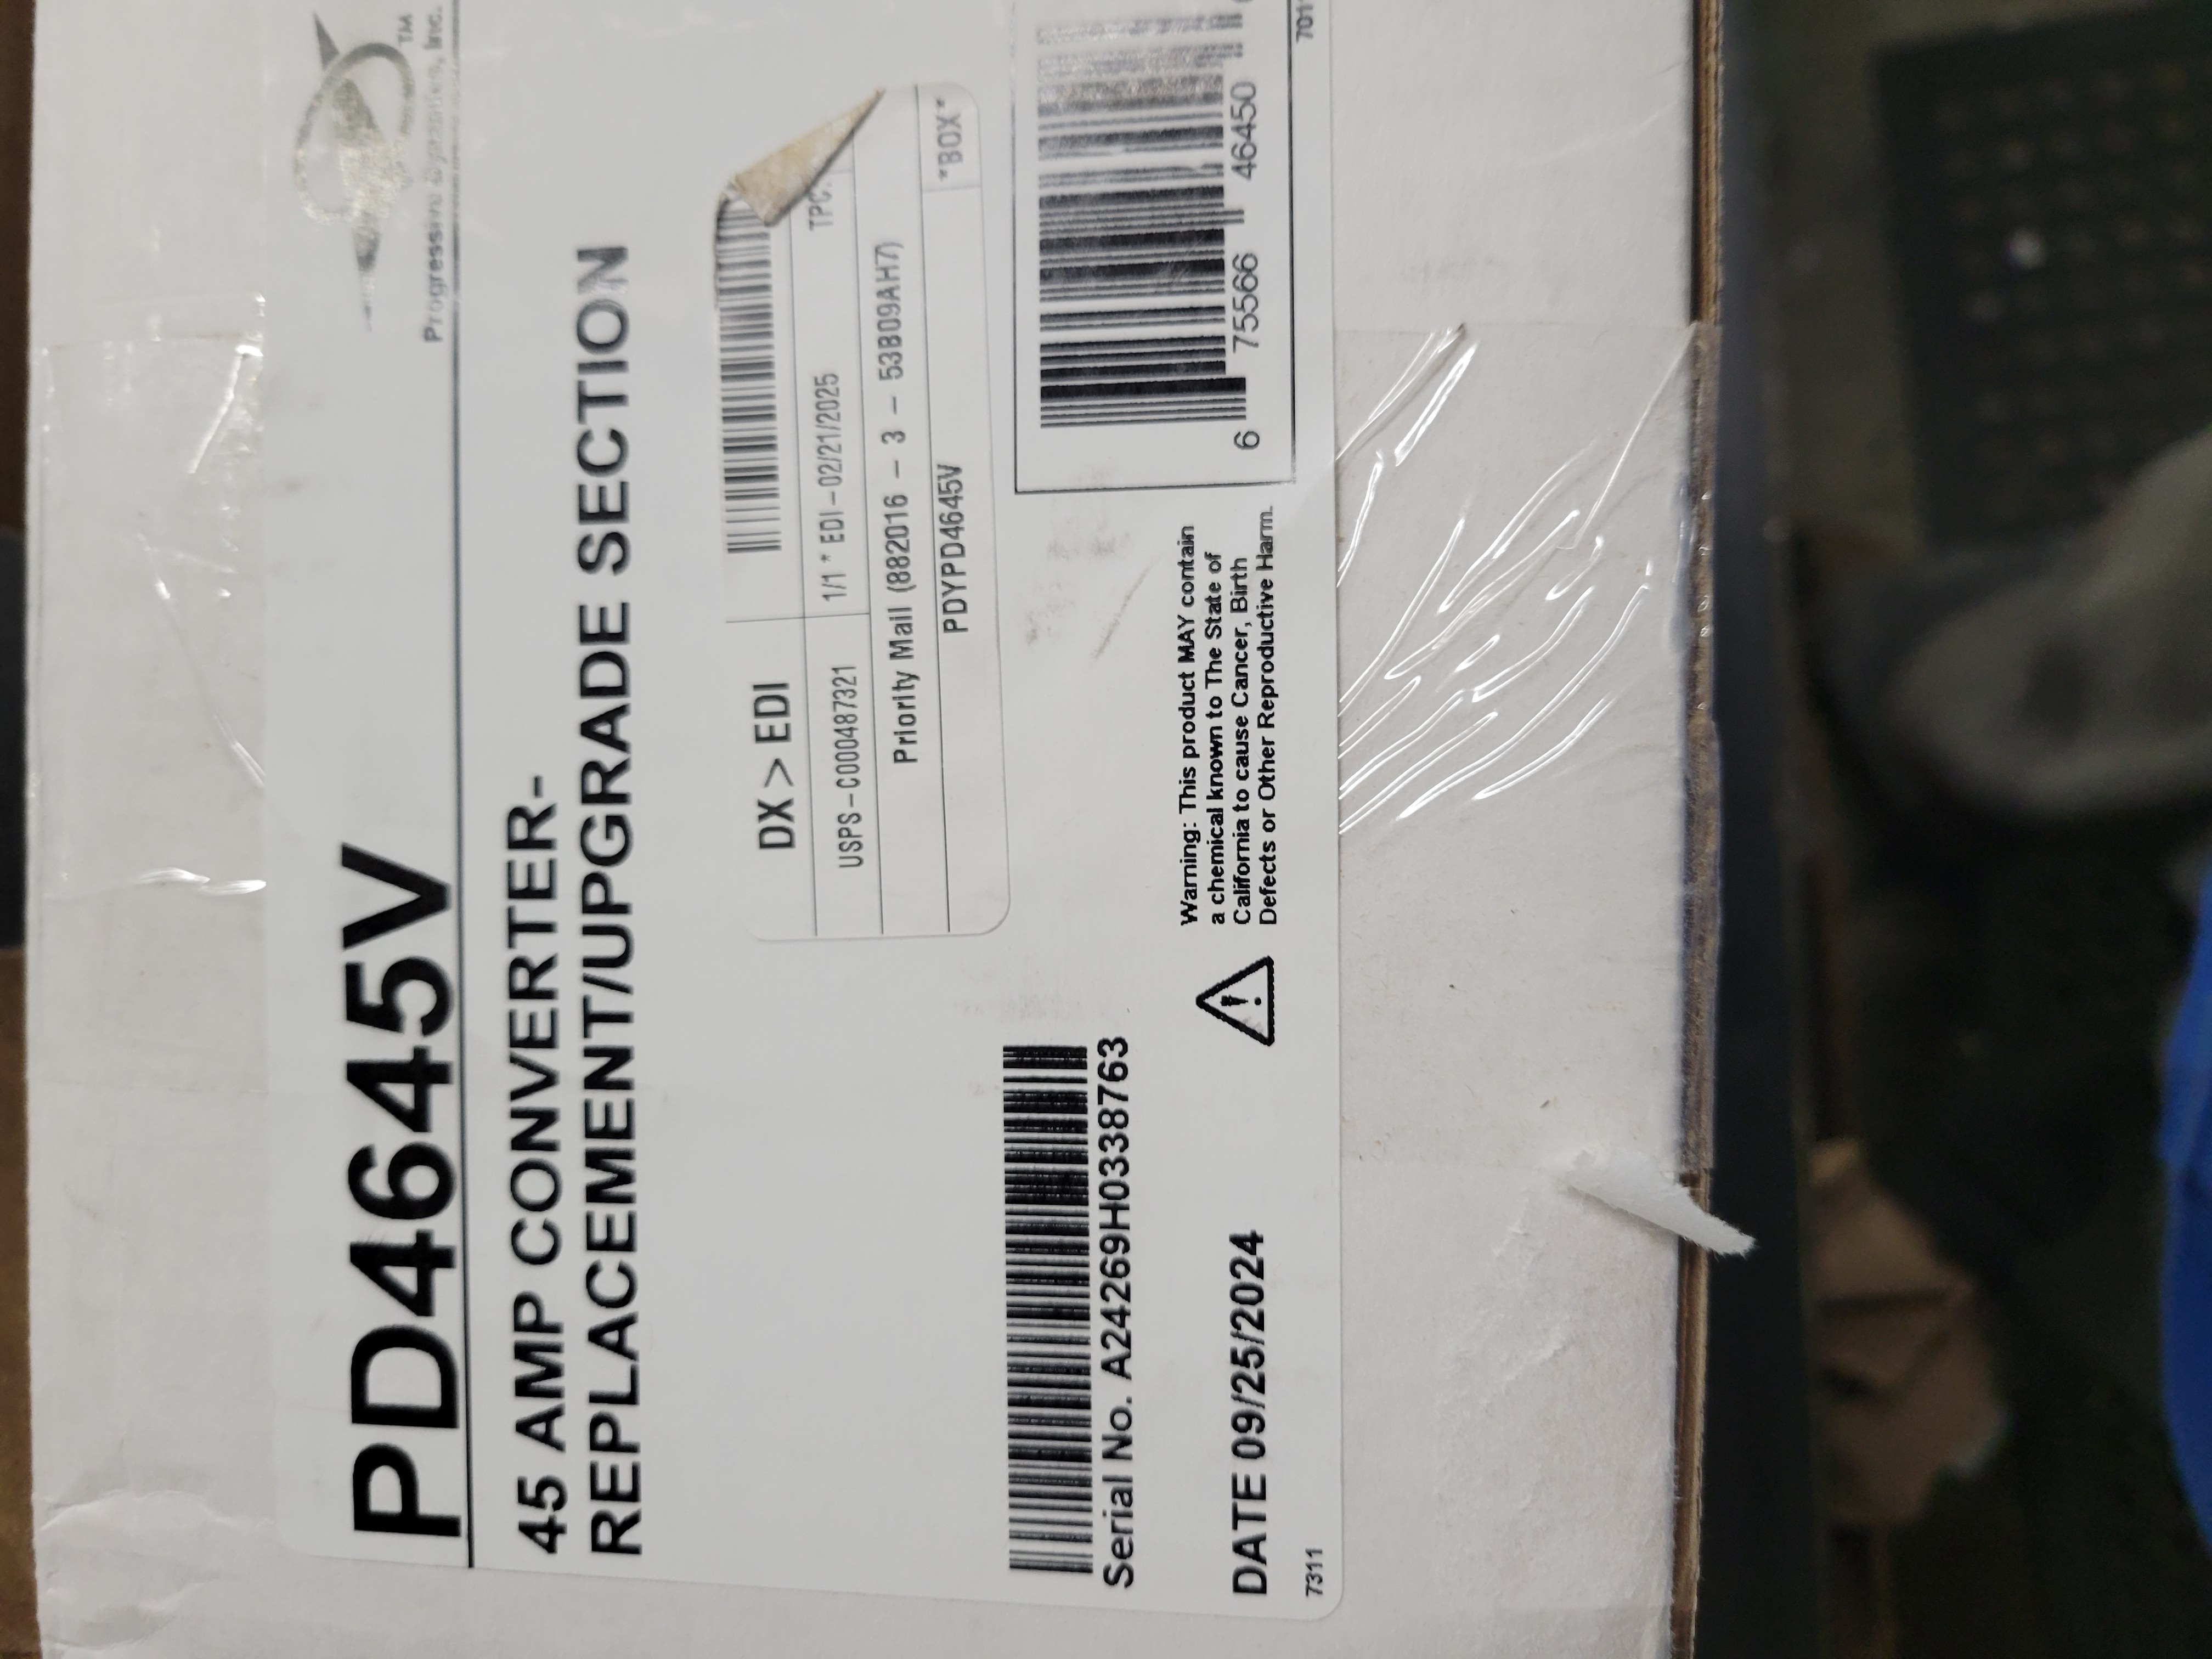 TM
Progressive Dynamics, Inc.
PD4645V
45 AMP CONVERTER-
REPLACEMENT/UPGRADE SECTION
DX > EDI
USPS-C000487321 1/1 * EDI-02/21/2025 TPC.
Priority Mail (882016 - 3 - 53B09AH7)
PDYPD4645V *BOX*
Serial No. A24269H0338763
Warning: This product MAY contain
a chemical known to The State of
California to cause Cancer, Birth
Defects or Other Reproductive Harm.
6 75566 46450
DATE 09/25/2024
7311